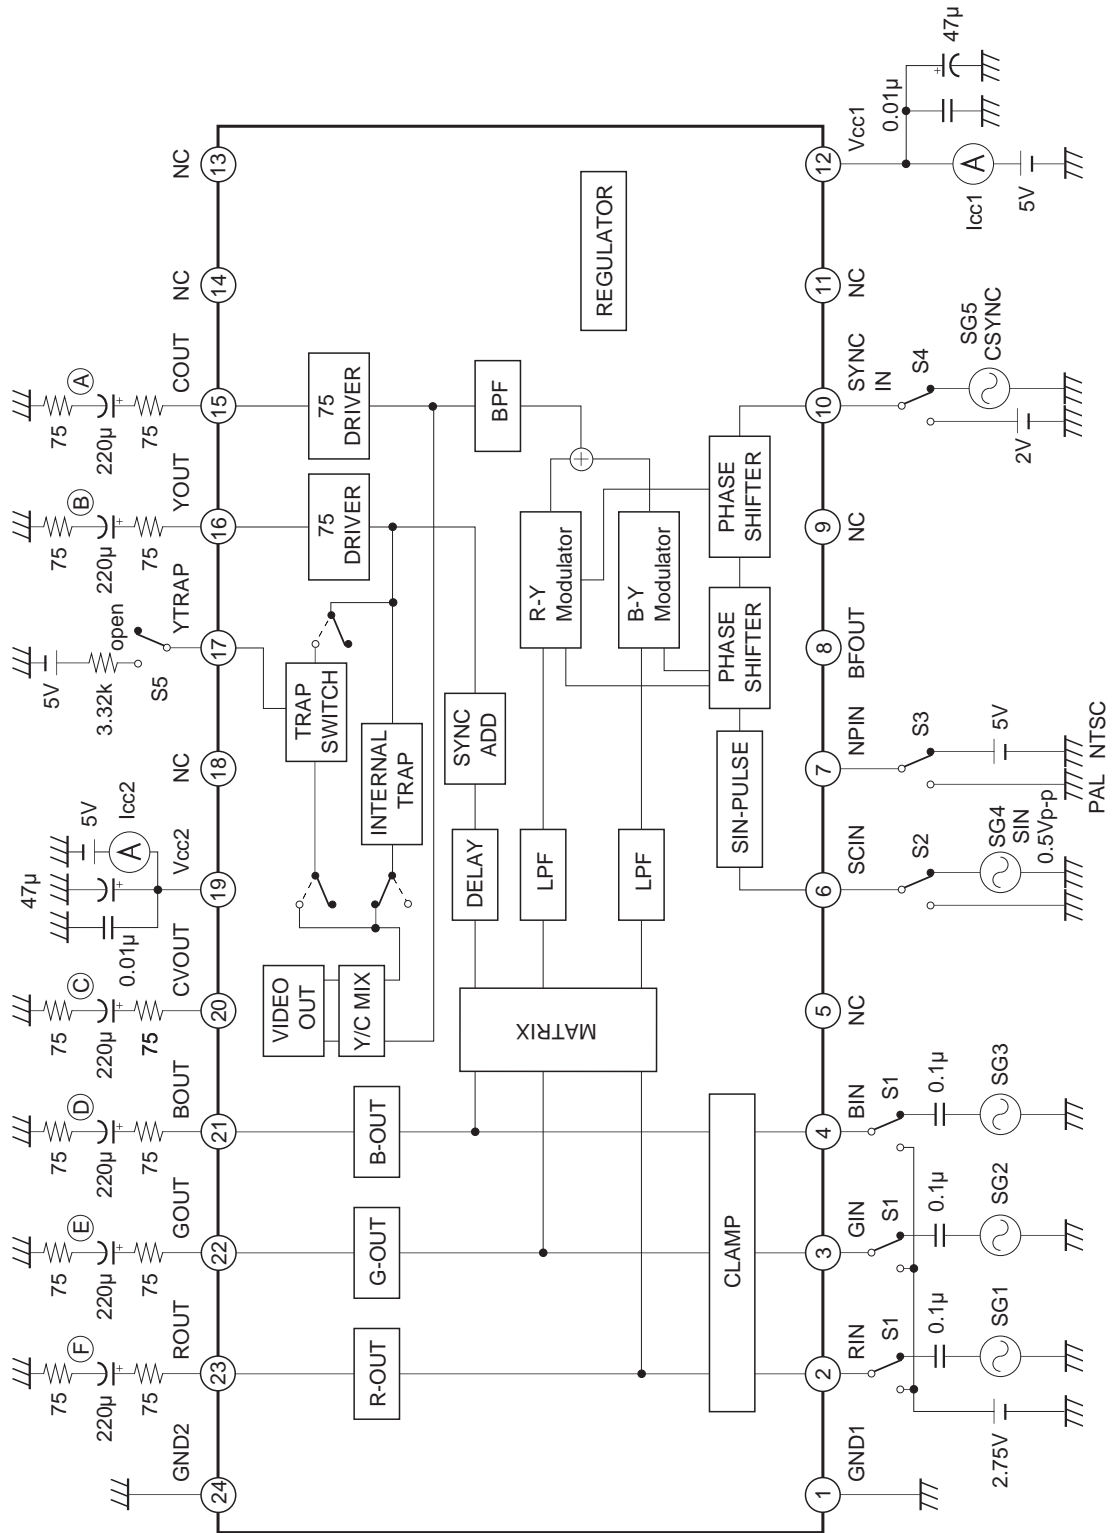 GND2
24
75
220µ
+
75
F
ROUT
23
75
220µ
+
75
E
GOUT
22
75
220µ
+
75
D
BOUT
21
75
220µ
+
75
C
CVOUT
20
0.01µ
47µ
+
5V
A
Icc2
Vcc2
19
NC
18
5V
3.32k
open
S5
YTRAP
17
75
220µ
+
75
B
YOUT
16
75
220µ
+
75
A
COUT
15
NC
14
NC
13
R-OUT
G-OUT
B-OUT
VIDEO
OUT
Y/C MIX
TRAP
SWITCH
INTERNAL
TRAP
75
DRIVER
75
DRIVER
MATRIX
DELAY
SYNC
ADD
LPF
LPF
BPF
R-Y
Modulator
B-Y
Modulator
+
REGULATOR
CLAMP
SIN-PULSE
PHASE
SHIFTER
PHASE
SHIFTER
1
GND1
2.75V
2
RIN
S1
0.1µ
SG1
3
GIN
S1
0.1µ
SG2
4
BIN
S1
0.1µ
SG3
5
NC
6
SCIN
S2
SG4
SIN
0.5Vp-p
7
NPIN
S3
5V
PAL
NTSC
8
BFOUT
9
NC
10
SYNC
IN
S4
2V
SG5
CSYNC
11
NC
12
Vcc1
0.01µ
+
47µ
A
Icc1
5V